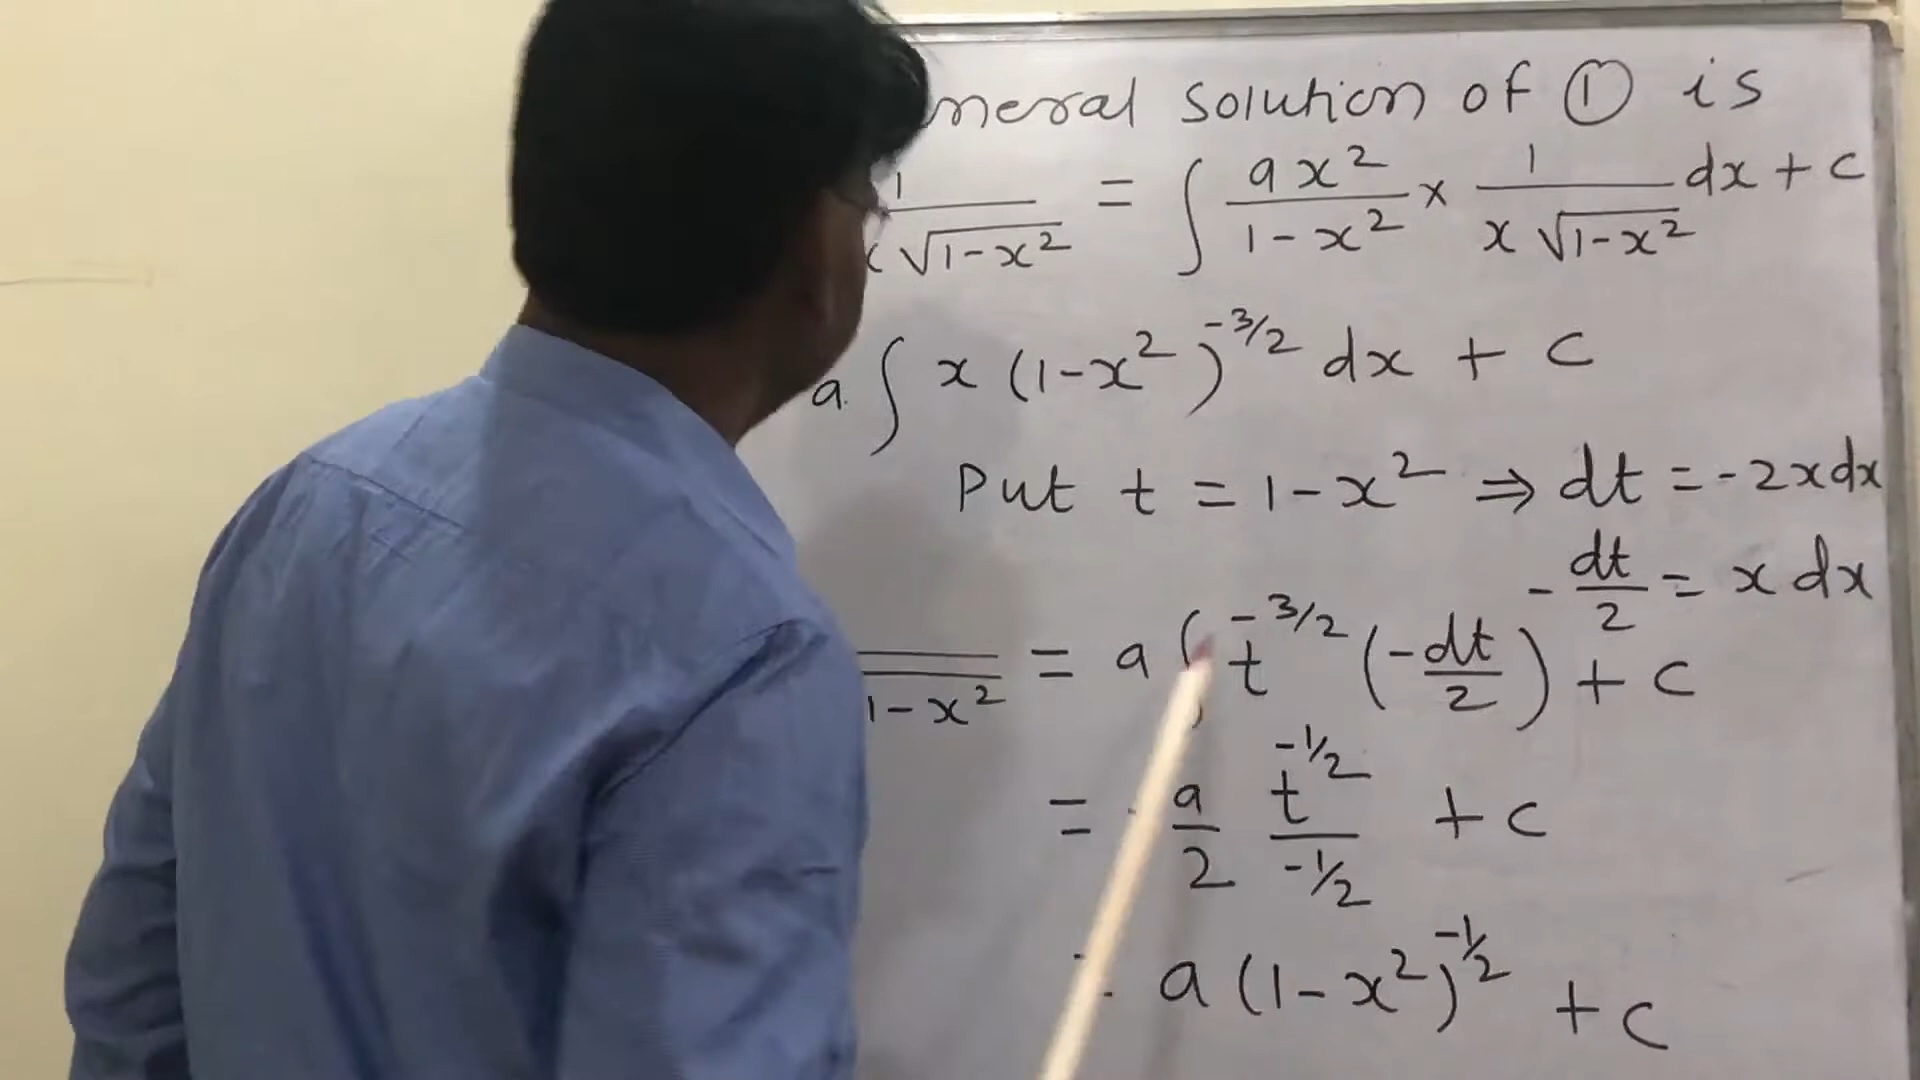 solution of ① is
1/(√(1-x²)) = ∫ ax²/(1-x²) × 1/(x√(1-x²)) dx + c
a ∫ x (1-x²)^(-3/2) dx + c
Put t = 1-x² ⇒ dt = -2xdx
-dt/2 = x dx
1-x² = a ∫ t^(-3/2) (-dt/2) + c
= a/2 t^(-1/2)/(-1/2) + c
a (1-x²)^(-1/2) + c